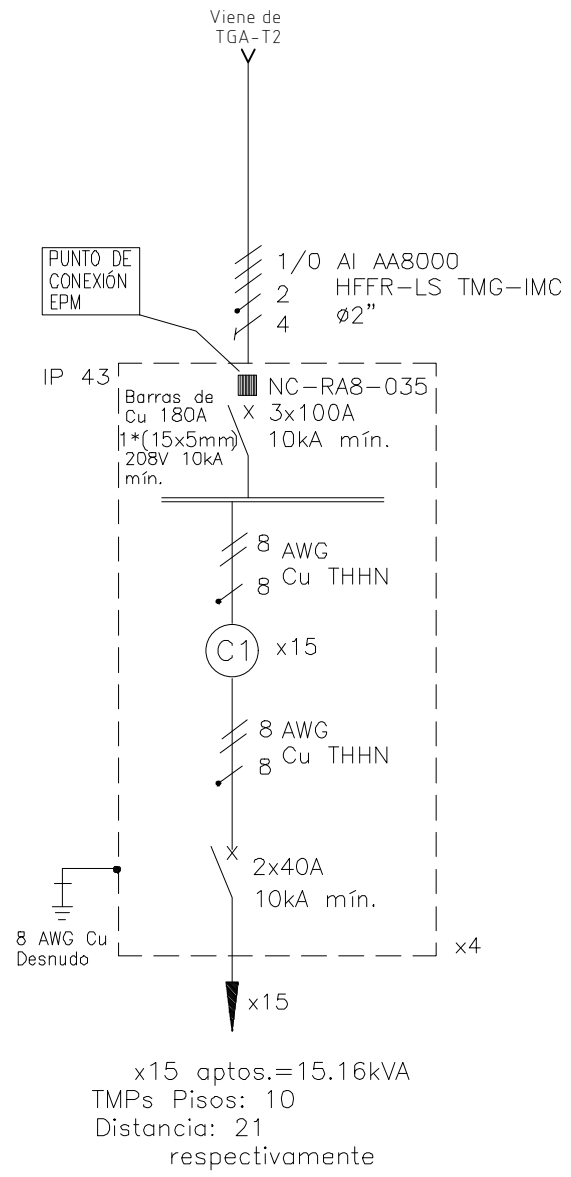 Viene de
TGA-T2
PUNTO DE
CONEXIÓN
EPM
1/0 Al AA8000
2 HFFR-LS TMG-IMC
4 ø2"
IP 43
NC-RA8-035
Barras de
Cu 180A
1*(15x5mm)
208V 10kA
mín.
3x100A
10kA mín.
8 AWG
Cu THHN
8
C1 x15
8 AWG
Cu THHN
8
2x40A
10kA mín.
8 AWG Cu
Desnudo
x4
x15
x15 aptos.=15.16kVA
TMPs Pisos: 10
Distancia: 21
respectivamente